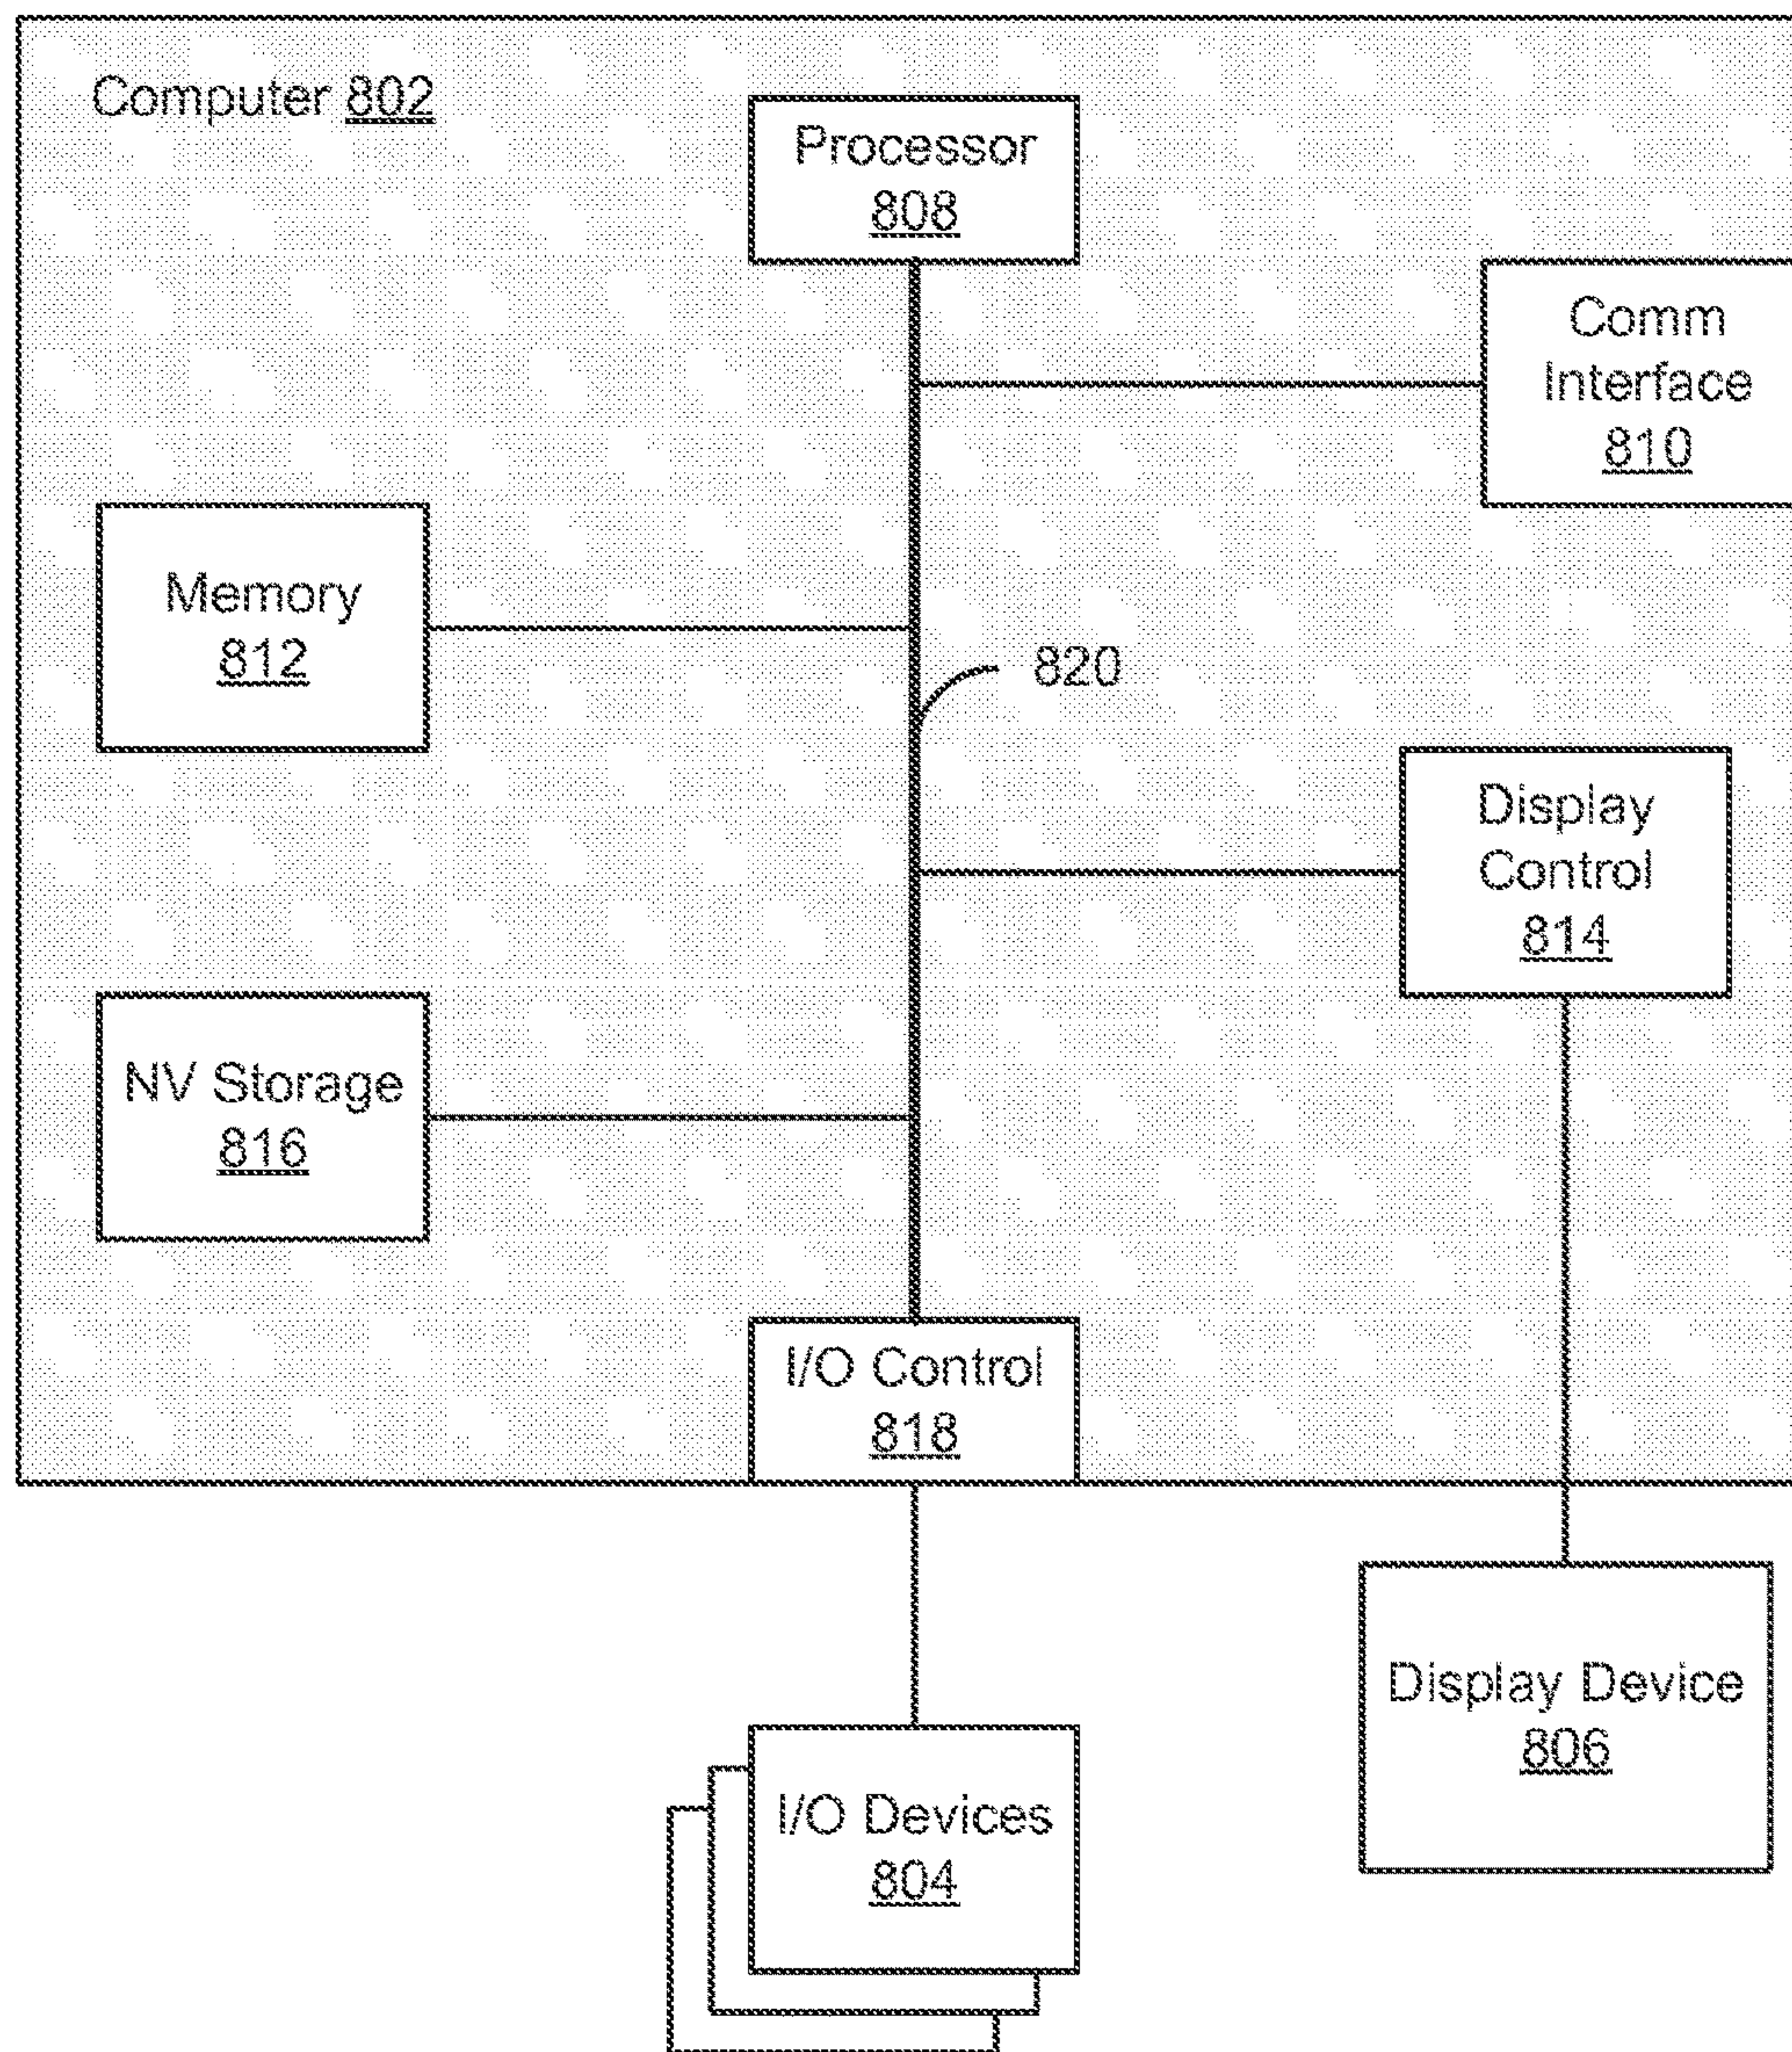 Computer 802
Processor
808
Comm
Interface
810
Memory
812
820
Display
Control
814
NV Storage
816
I/O Control
818
Display Device
806
I/O Devices
804